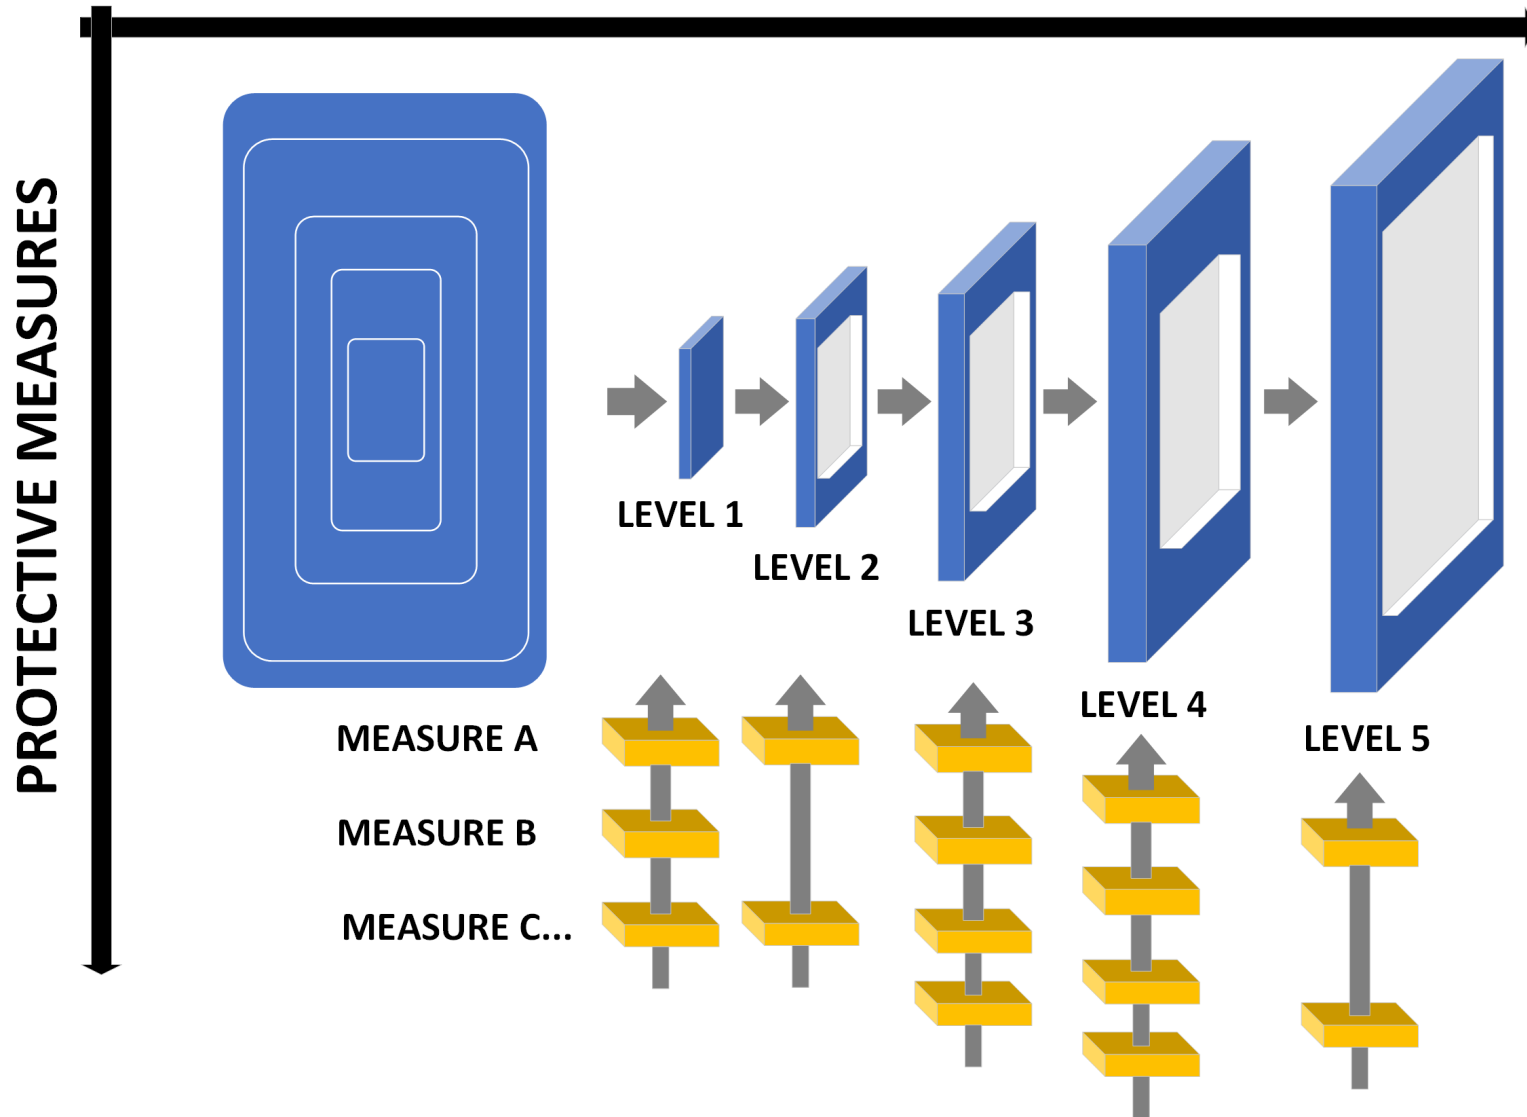 PROTECTIVE MEASURES
LEVEL 1
LEVEL 2
LEVEL 3
LEVEL 4
LEVEL 5
MEASURE A
MEASURE B
MEASURE C...